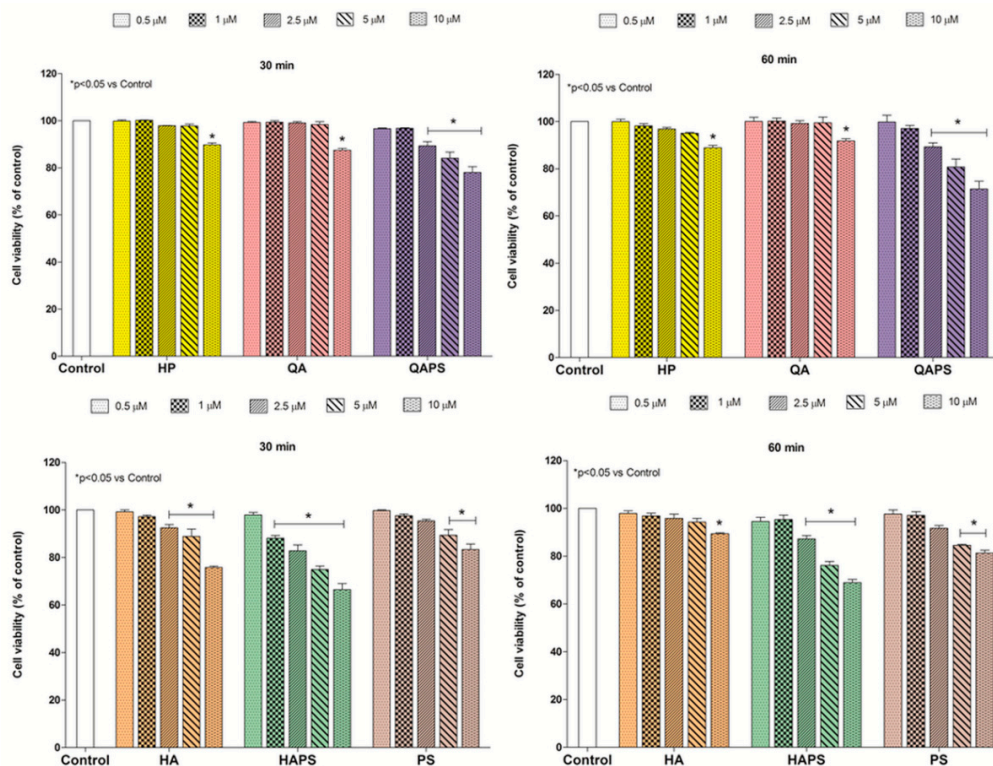 0.5 µM 1 µM 2.5 µM 5 µM 10 µM
30 min
*p<0.05 vs Control
Cell viability (% of control)
120
100
80
60
40
20
0
* * *
Control HP QA QAPS
0.5 µM 1 µM 2.5 µM 5 µM 10 µM
60 min
*p<0.05 vs Control
Cell viability (% of control)
120
100
80
60
40
20
0
* * *
Control HP QA QAPS
0.5 µM 1 µM 2.5 µM 5 µM 10 µM
30 min
*p<0.05 vs Control
Cell viability (% of control)
120
100
80
60
40
20
0
* * *
Control HA HAPS PS
0.5 µM 1 µM 2.5 µM 5 µM 10 µM
60 min
*p<0.05 vs Control
Cell viability (% of control)
120
100
80
60
40
20
0
* * *
Control HA HAPS PS